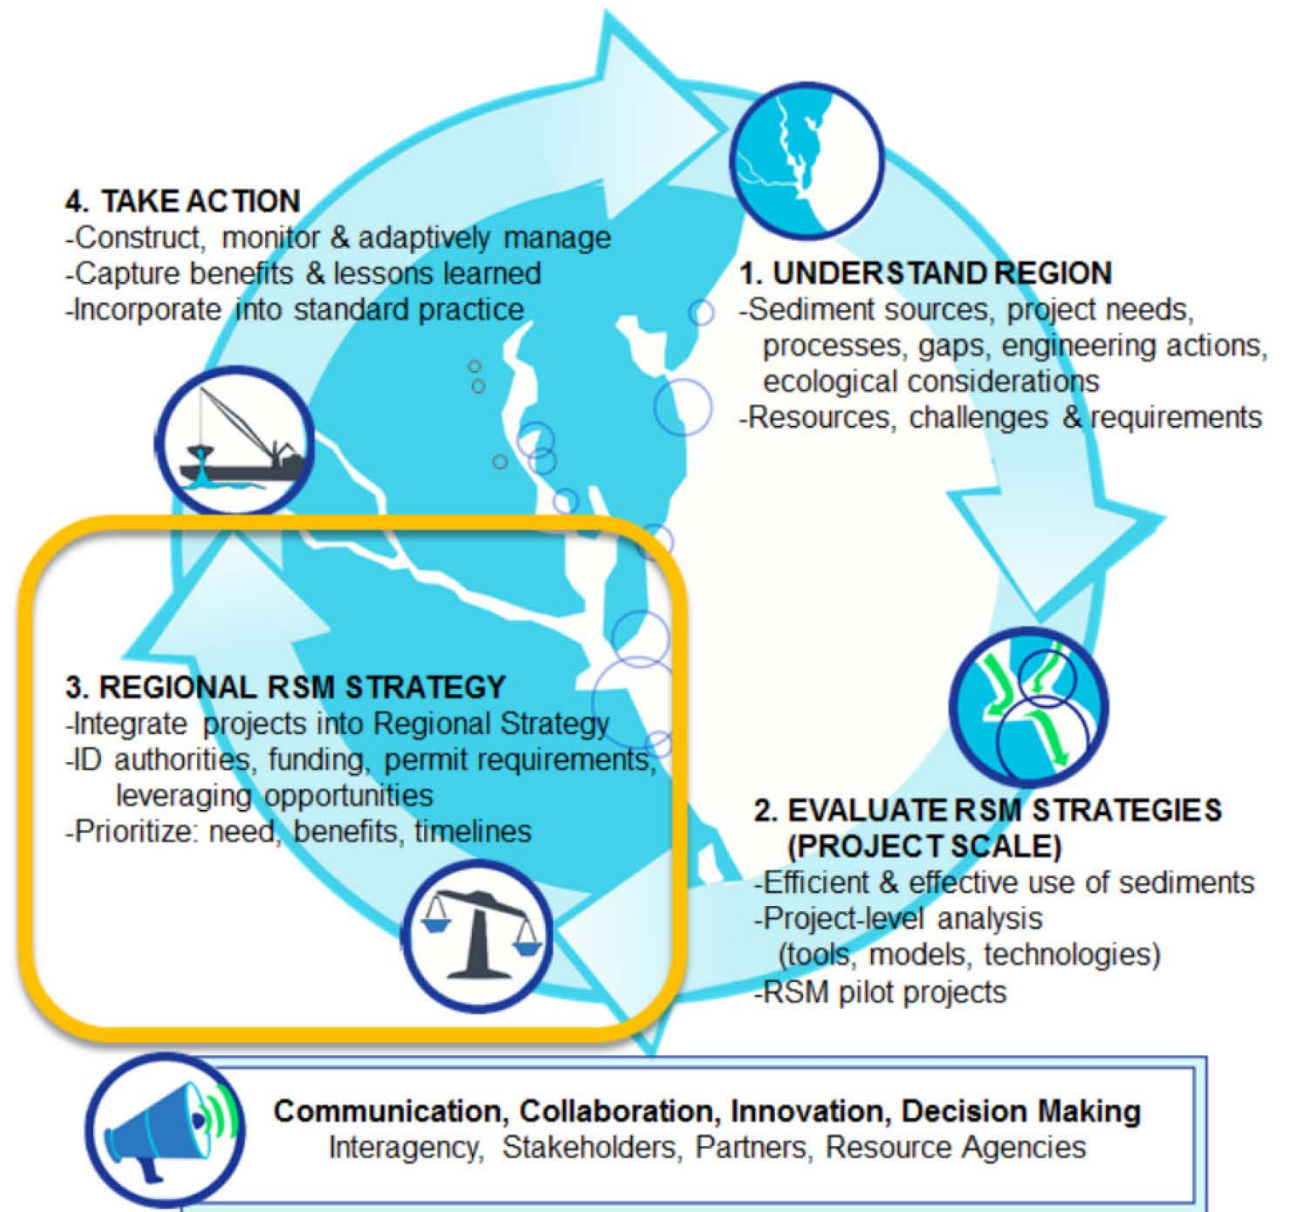 4. TAKE ACTION
-Construct, monitor & adaptively manage
-Capture benefits & lessons learned
-Incorporate into standard practice
1. UNDERSTAND REGION
-Sediment sources, project needs,
processes, gaps, engineering actions,
ecological considerations
-Resources, challenges & requirements
3. REGIONAL RSM STRATEGY
-Integrate projects into Regional Strategy
-ID authorities, funding, permit requirements,
leveraging opportunities
-Prioritize: need, benefits, timelines
2. EVALUATE RSM STRATEGIES
(PROJECT SCALE)
-Efficient & effective use of sediments
-Project-level analysis
(tools, models, technologies)
-RSM pilot projects
Communication, Collaboration, Innovation, Decision Making
Interagency, Stakeholders, Partners, Resource Agencies